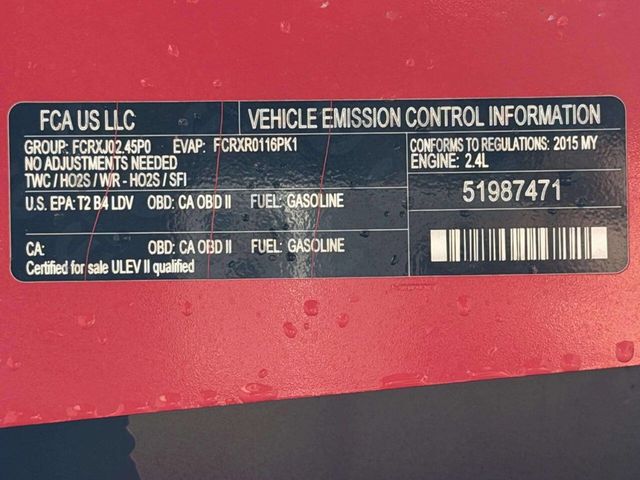 FCA US LLC
VEHICLE EMISSION CONTROL INFORMATION
GROUP: FCRXJ02.45P0 EVAP: FCRXR0116PK1
NO ADJUSTMENTS NEEDED
TWC / HO2S / WR - HO2S / SFI
CONFORMS TO REGULATIONS: 2015 MY
ENGINE: 2.4L
U.S. EPA: T2 B4 LDV OBD: CA OBD II FUEL: GASOLINE
51987471
CA: OBD: CA OBD II FUEL: GASOLINE
Certified for sale ULEV II qualified